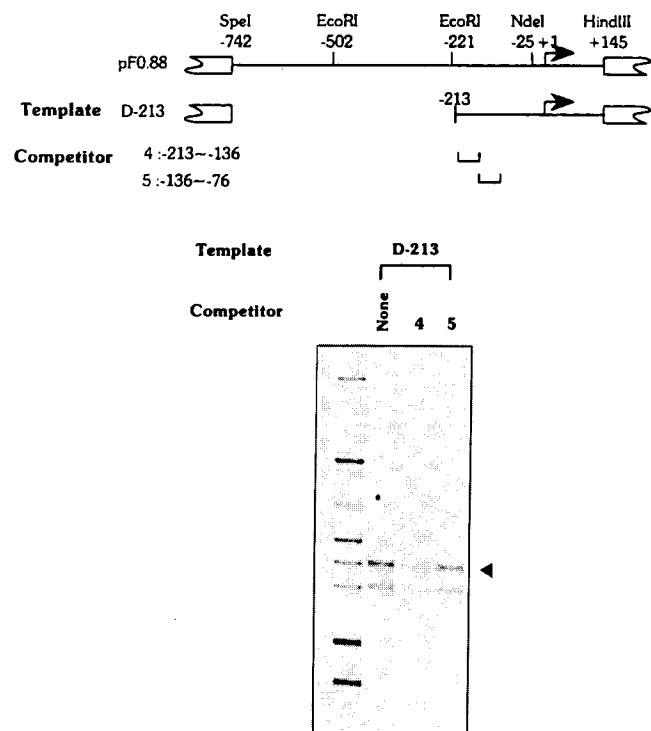 SpeI EcoRI EcoRI NdeI HindIII
-742 -502 -221 -25 +1 +145
pF0.88
Template D-213 -213
Competitor 4 :-213~-136
5 :-136~-76
Template D-213
Competitor None 4 5